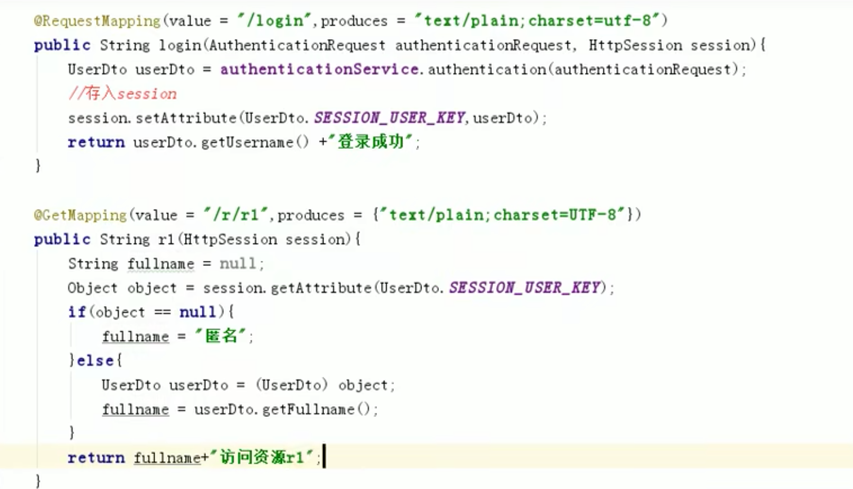 @RequestMapping(value = "/login",produces = "text/plain;charset=utf-8")
public String login(AuthenticationRequest authenticationRequest, HttpSession session){
UserDto userDto = authenticationService.authentication(authenticationRequest);
//存入session
session.setAttribute(UserDto.SESSION_USER_KEY,userDto);
return userDto.getUsername() +"登录成功";
}
@GetMapping(value = "/r/r1",produces = {"text/plain;charset=UTF-8"})
public String r1(HttpSession session){
String fullname = null;
Object object = session.getAttribute(UserDto.SESSION_USER_KEY);
if(object == null){
fullname = "匿名";
}else{
UserDto userDto = (UserDto) object;
fullname = userDto.getFullname();
}
return fullname+"访问资源r1";
}